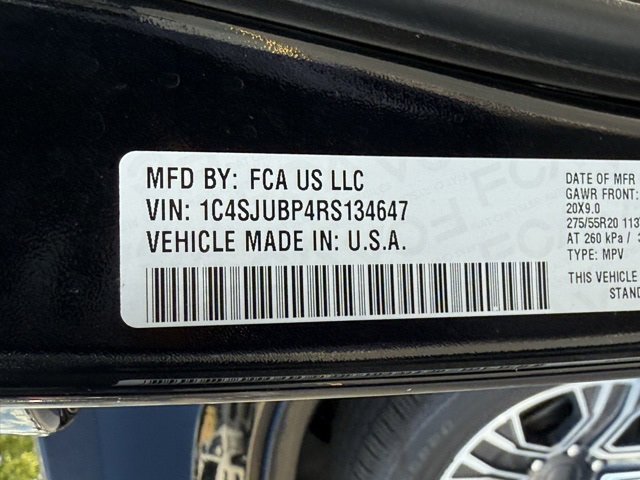 MFD BY: FCA US LLC
VIN: 1C4SJUBP4RS134647
VEHICLE MADE IN: U.S.A.
DATE OF MFR
GAWR FRONT:
20X9.0
275/55R20
AT 260 kPa /
TYPE: MPV
THIS VEHICLE
STAND